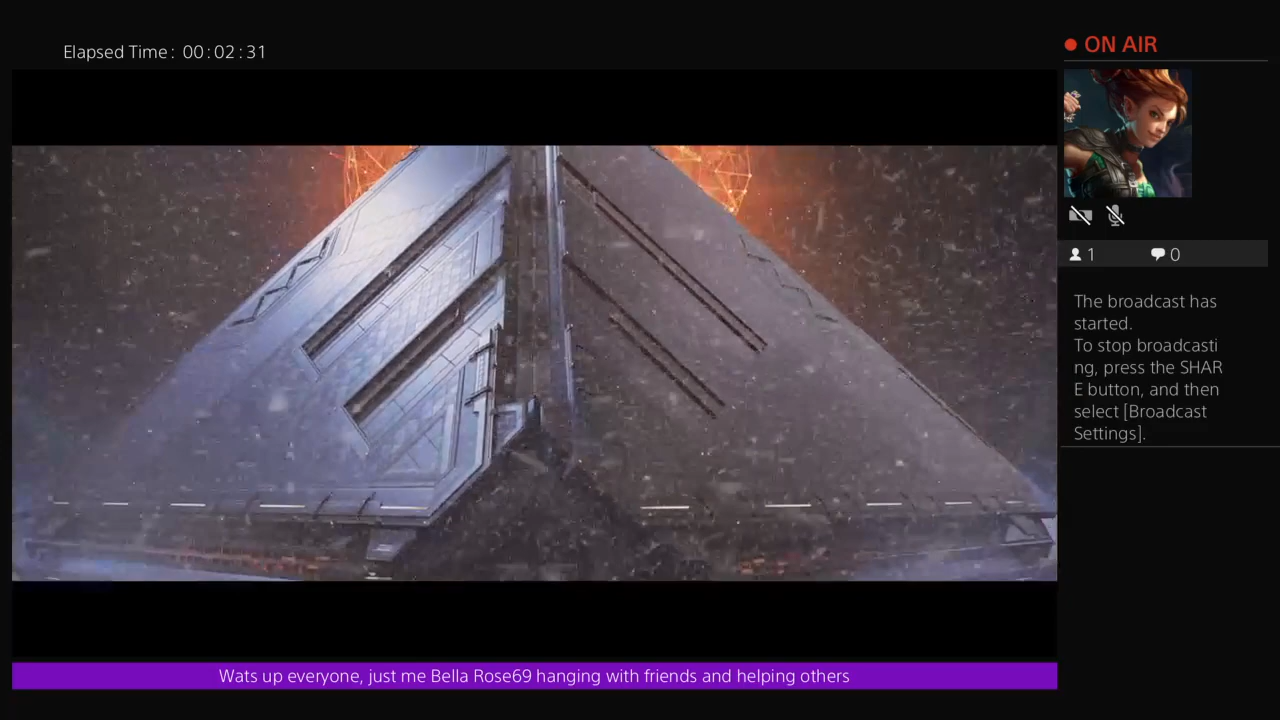 Elapsed Time: 00:02:31
ON AIR
1 0
The broadcast has
started.
To stop broadcasti
ng, press the SHAR
E button, and then
select [Broadcast
Settings].
Wats up everyone, just me Bella Rose69 hanging with friends and helping others